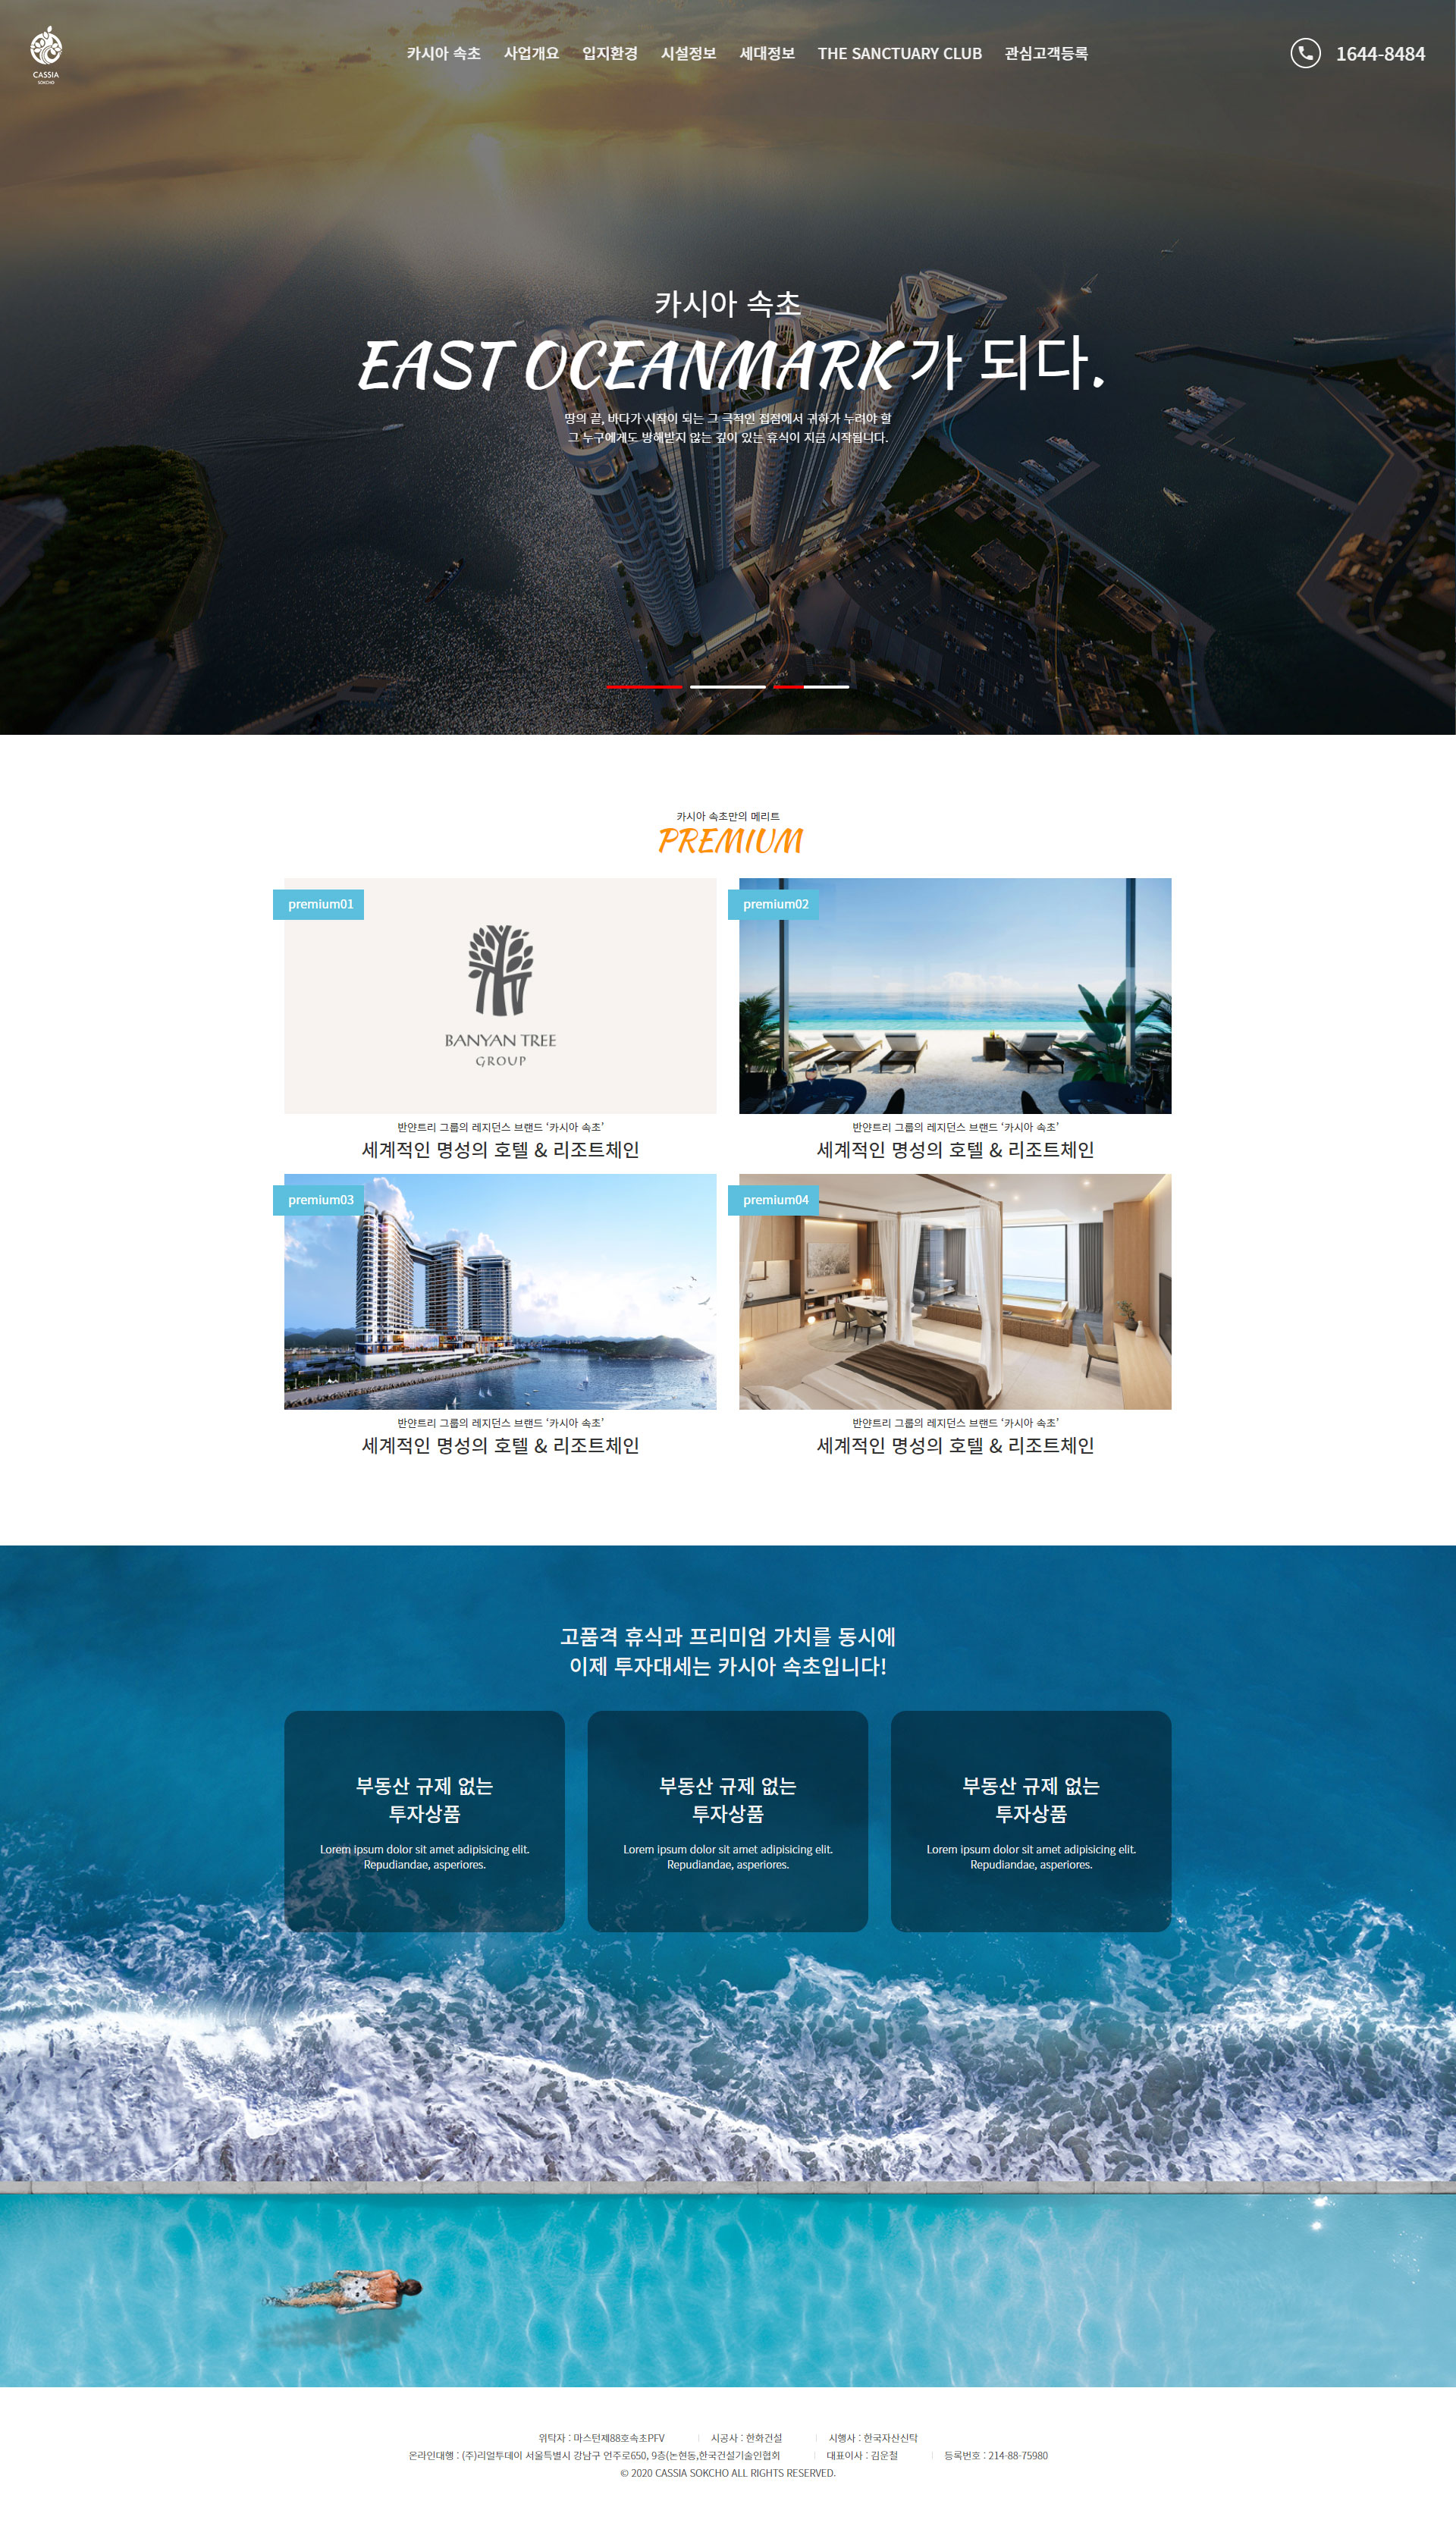 CASSIA
SOKCHO
카시아 속초 사업개요 입지환경 시설정보 세대정보 THE SANCTUARY CLUB 관심고객등록
1644-8484
카시아 속초
EAST OCEANMARK가 되다.
땅의 끝, 바다가 시작이 되는 그 극적인 접점에서 귀하가 누려야 할
그 누구에게도 방해받지 않는 깊이 있는 휴식이 지금 시작됩니다.
카시아 속초만의 메리트
PREMIUM
premium01
BANYAN TREE
GROUP
반얀트리 그룹의 레지던스 브랜드 ‘카시아 속초’
세계적인 명성의 호텔 & 리조트체인
premium02
반얀트리 그룹의 레지던스 브랜드 ‘카시아 속초’
세계적인 명성의 호텔 & 리조트체인
premium03
반얀트리 그룹의 레지던스 브랜드 ‘카시아 속초’
세계적인 명성의 호텔 & 리조트체인
premium04
반얀트리 그룹의 레지던스 브랜드 ‘카시아 속초’
세계적인 명성의 호텔 & 리조트체인
고품격 휴식과 프리미엄 가치를 동시에
이제 투자대세는 카시아 속초입니다!
부동산 규제 없는
투자상품
Lorem ipsum dolor sit amet adipisicing elit.
Repudiandae, asperiores.
부동산 규제 없는
투자상품
Lorem ipsum dolor sit amet adipisicing elit.
Repudiandae, asperiores.
부동산 규제 없는
투자상품
Lorem ipsum dolor sit amet adipisicing elit.
Repudiandae, asperiores.
위탁자 : 마스턴제88호속초PFV | 시공사 : 한화건설 | 시행사 : 한국자산신탁
온라인대행 : (주)리얼투데이 서울특별시 강남구 언주로650, 9층(논현동,한국건설기술인협회 | 대표이사 : 김운철 | 등록번호 : 214-88-75980
© 2020 CASSIA SOKCHO ALL RIGHTS RESERVED.